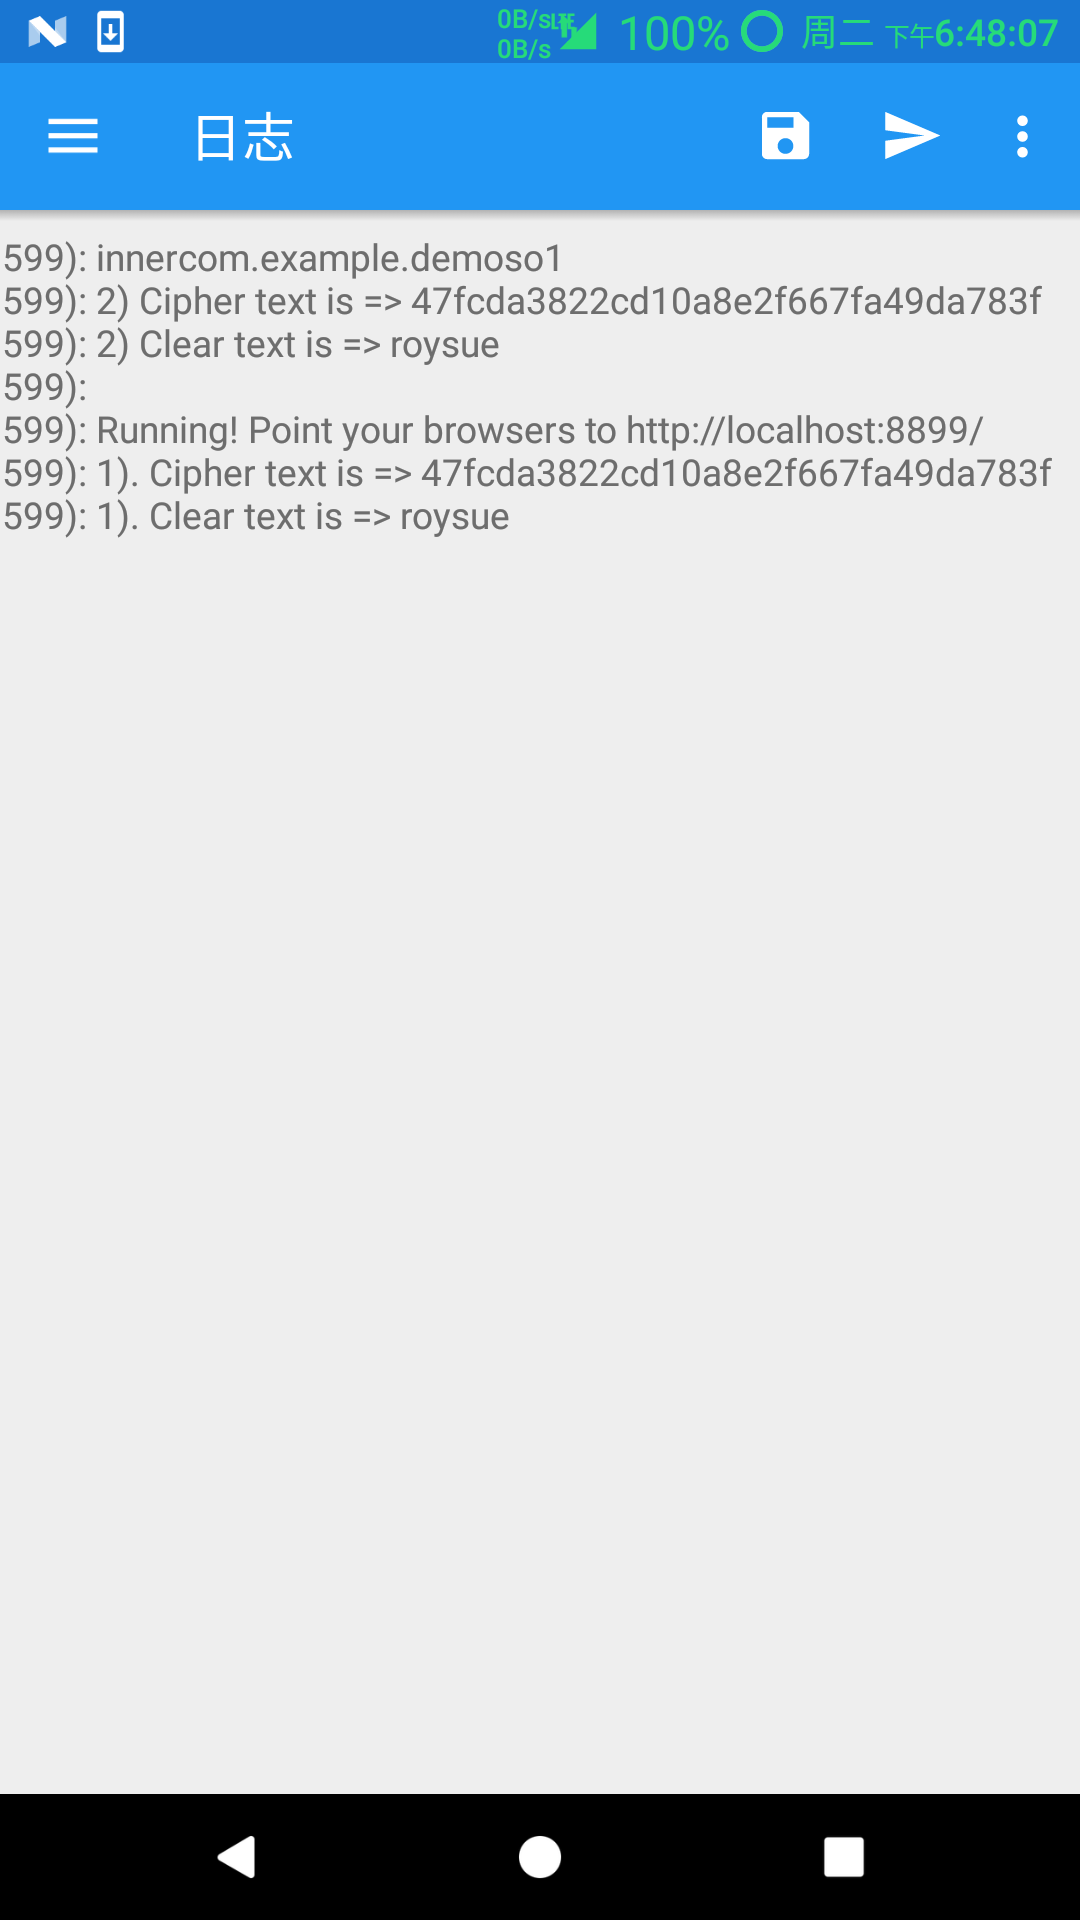 0B/s
0B/s
LTE
100%
周二 下午6:48:07
日志
599): innercom.example.demoso1
599): 2) Cipher text is => 47fcda3822cd10a8e2f667fa49da783f
599): 2) Clear text is => roysue
599):
599): Running! Point your browsers to http://localhost:8899/
599): 1). Cipher text is => 47fcda3822cd10a8e2f667fa49da783f
599): 1). Clear text is => roysue